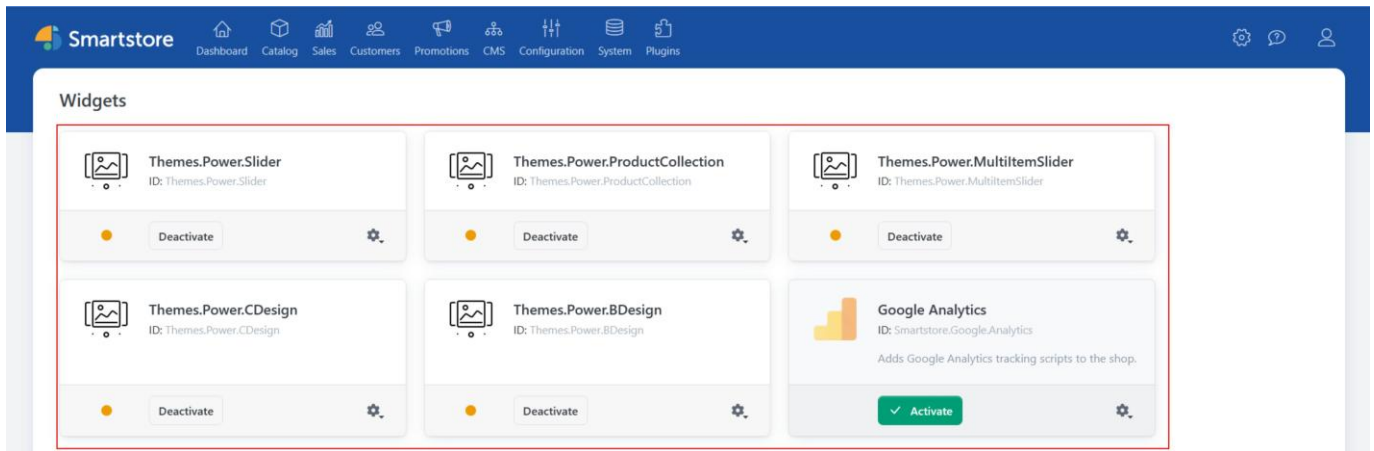 Smartstore
Dashboard Catalog Sales Customers Promotions CMS Configuration System Plugins
Widgets
Themes.Power.Slider
ID: Themes.Power.Slider
Deactivate
Themes.Power.ProductCollection
ID: Themes.Power.ProductCollection
Deactivate
Themes.Power.MultiItemSlider
ID: Themes.Power.MultiItemSlider
Deactivate
Themes.Power.CDesign
ID: Themes.Power.CDesign
Deactivate
Themes.Power.BDesign
ID: Themes.Power.BDesign
Deactivate
Google Analytics
ID: Smartstore.Google.Analytics
Adds Google Analytics tracking scripts to the shop.
Activate